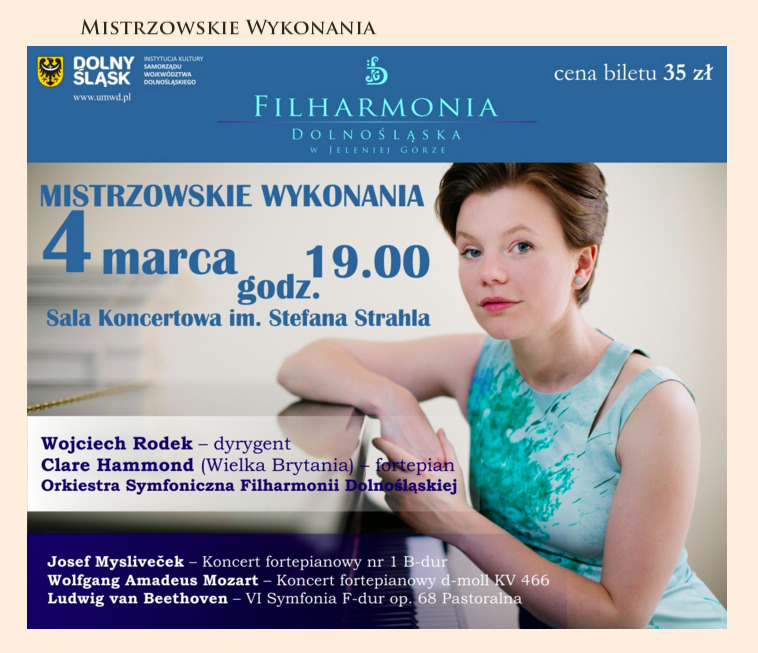 Mistrzowskie Wykonania
DOLNY
ŚLĄSK
INSTYTUCJA KULTURY
SAMORZĄDU
WOJEWÓDZTWA
DOLNOŚLĄSKIEGO
www.umwd.pl
cena biletu 35 zł
Filharmonia
Dolnośląska
w Jeleniej Górze
MISTRZOWSKIE WYKONANIA
4 marca godz. 19.00
Sala Koncertowa im. Stefana Strahla
Wojciech Rodek – dyrygent
Clare Hammond (Wielka Brytania) – fortepian
Orkiestra Symfoniczna Filharmonii Dolnośląskiej
Josef Mysliveček – Koncert fortepianowy nr 1 B-dur
Wolfgang Amadeus Mozart – Koncert fortepianowy d-moll KV 466
Ludwig van Beethoven – VI Symfonia F-dur op. 68 Pastoralna